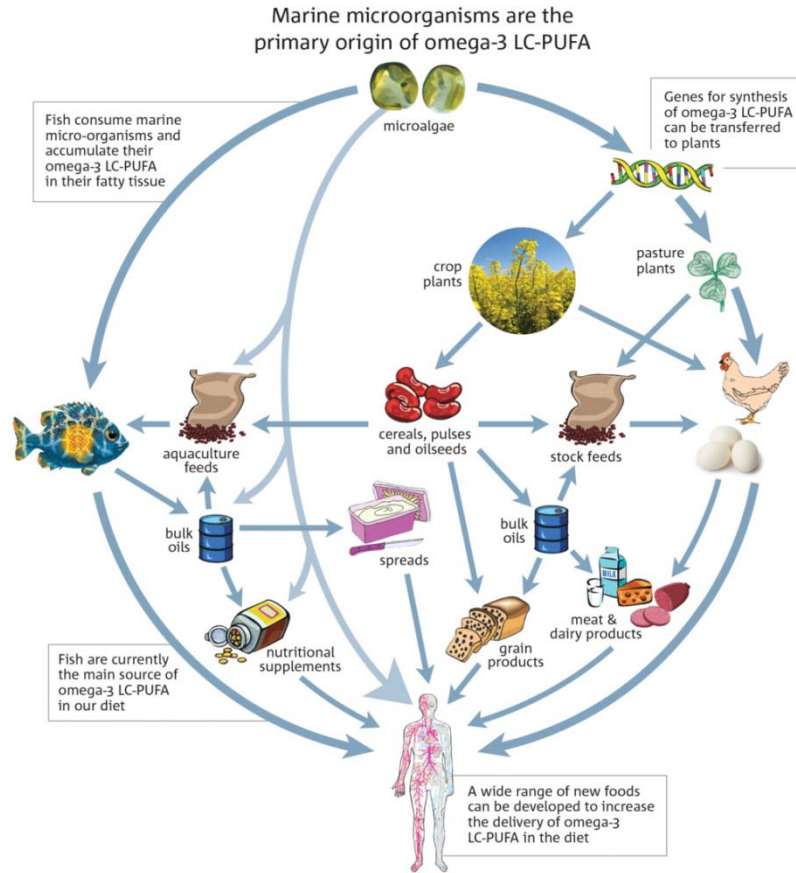 Marine microorganisms are the
primary origin of omega-3 LC-PUFA
Fish consume marine
micro-organisms and
accumulate their
omega-3 LC-PUFA
in their fatty tissue
microalgae
Genes for synthesis
of omega-3 LC-PUFA
can be transferred
to plants
crop
plants
pasture
plants
aquaculture
feeds
cereals, pulses
and oilseeds
stock feeds
bulk
oils
spreads
bulk
oils
MILK
meat &
dairy products
nutritional
supplements
grain
products
Fish are currently
the main source of
omega-3 LC-PUFA
in our diet
A wide range of new foods
can be developed to increase
the delivery of omega-3
LC-PUFA in the diet